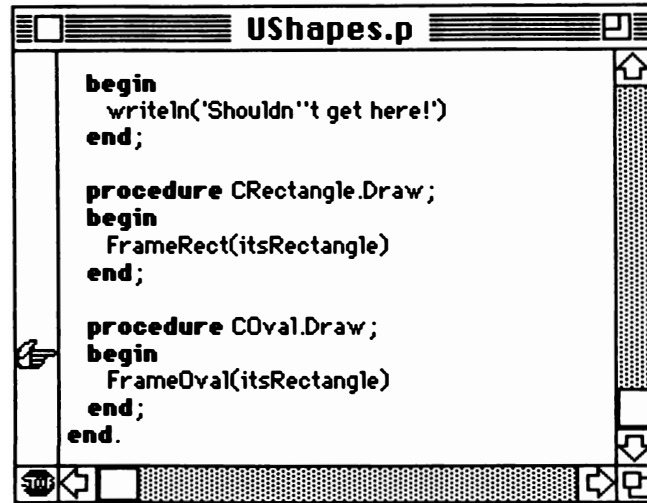 UShapes.p
begin
writeln('Shouldn''t get here!')
end;
procedure CRectangle.Draw;
begin
FrameRect(itsRectangle)
end;
procedure COval.Draw;
begin
FrameOval(itsRectangle)
end;
end.